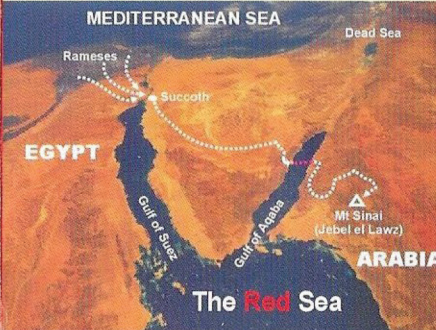 MEDITERRANEAN SEA
Dead Sea
Rameses
Succoth
EGYPT
Gulf of Suez
Gulf of Aqaba
Mt Sinai
(Jebel el Lawz)
ARABIA
The Red Sea